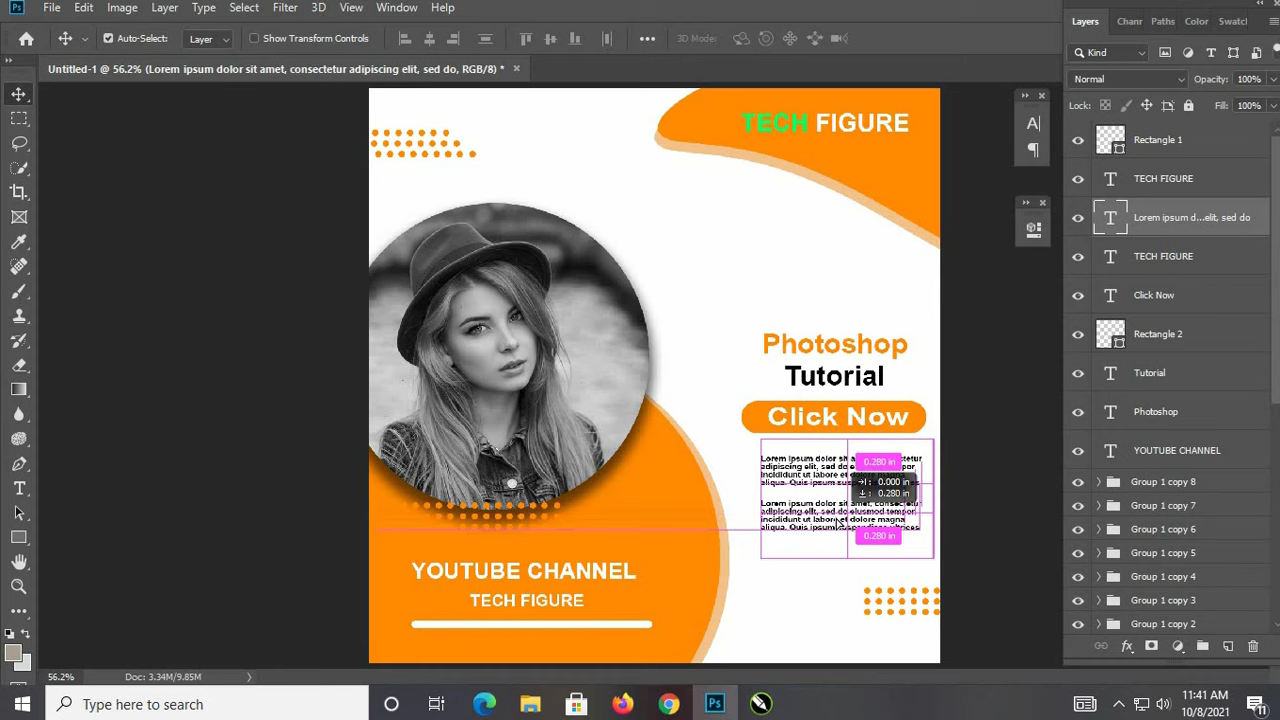 File Edit Image Layer Type Select Filter 3D View Window Help
Auto-Select: Layer Show Transform Controls 3D Mode:
Untitled-1 @ 56.2% (Lorem ipsum dolor sit amet, consectetur adipiscing elit, sed do, RGB/8) *
TECH FIGURE
Photoshop
Tutorial
Click Now
Lorem ipsum dolor sit
adipiscing elit, sed do
incididunt ut labore et
aliqua. Quis ipsum
0.280 in
0.000 in
0.280 in
Lorem ipsum dolor sit amet, consectetur
adipiscing elit, sed do eiusmod tempor
incididunt ut labore et dolore magna
aliqua. Quis ipsum suspendisse ultrices
0.280 in
YOUTUBE CHANNEL
TECH FIGURE
Layers Chanr Paths Color Swatcl
Kind
Normal Opacity: 100%
Lock: Fill: 100%
Rectangle 1
TECH FIGURE
Lorem ipsum d...elit, sed do
TECH FIGURE
Click Now
Rectangle 2
Tutorial
Photoshop
YOUTUBE CHANNEL
Group 1 copy 8
Group 1 copy 7
Group 1 copy 6
Group 1 copy 5
Group 1 copy 4
Group 1 copy 3
Group 1 copy 2
56.2% Doc: 3.34M/9.85M
Type here to search
11:41 AM
10/8/2021